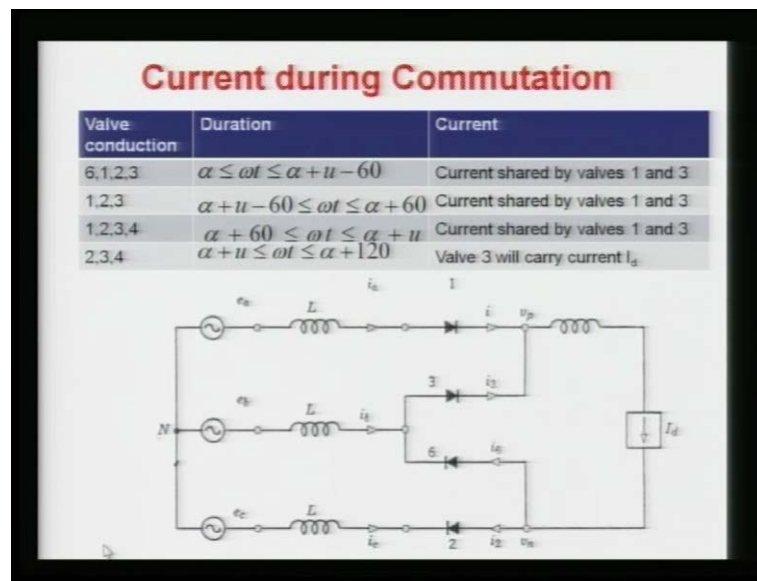 Current during Commutation
Valve conduction Duration Current
6,1,2,3 α ≤ ωt ≤ α + u − 60 Current shared by valves 1 and 3
1,2,3 α + u − 60 ≤ ωt ≤ α + 60 Current shared by valves 1 and 3
1,2,3,4 α + 60 ≤ ωt ≤ α + u Current shared by valves 1 and 3
2,3,4 α + u ≤ ωt ≤ α + 120 Valve 3 will carry current Id
ea L ia 1 i vp
3 i2
eb L ib
N Id
6 i6
ec L ic 2 i2 vn